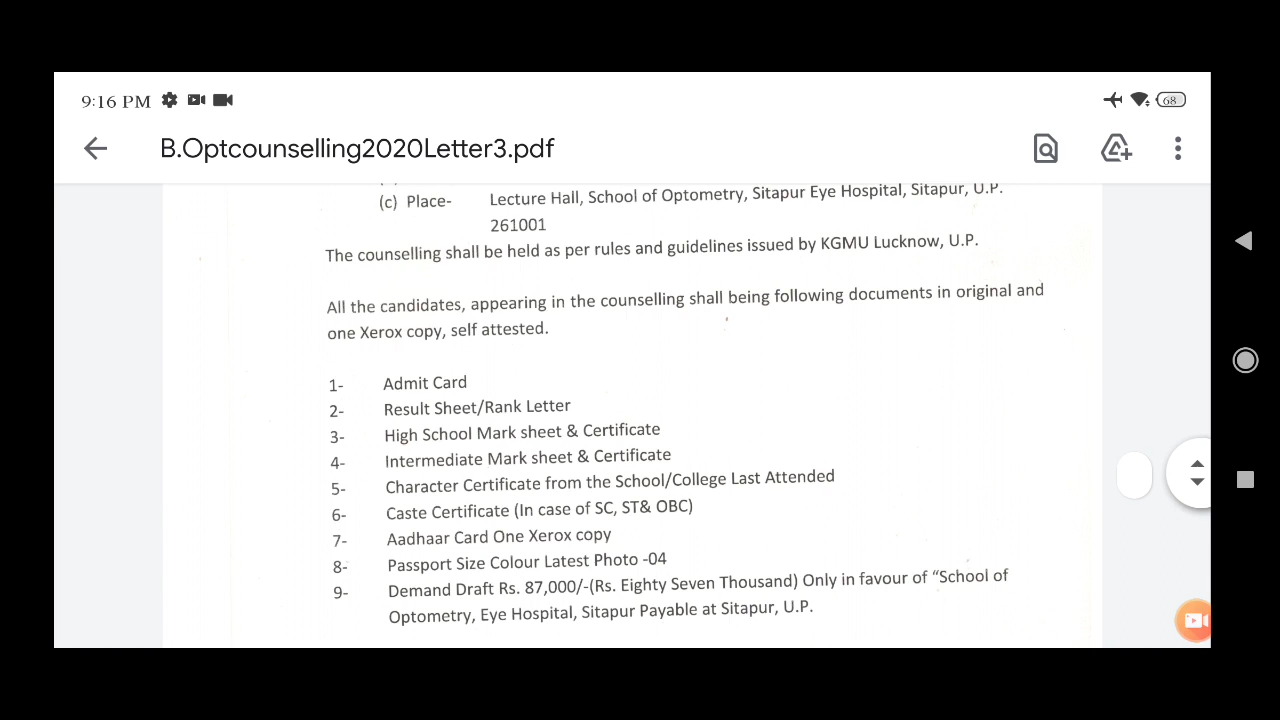 9:16 PM
68
B.Optcounselling2020Letter3.pdf
(c) Place- Lecture Hall, School of Optometry, Sitapur Eye Hospital, Sitapur, U.P.
261001
The counselling shall be held as per rules and guidelines issued by KGMU Lucknow, U.P.
All the candidates, appearing in the counselling shall being following documents in original and
one Xerox copy, self attested.
1- Admit Card
2- Result Sheet/Rank Letter
3- High School Mark sheet & Certificate
4- Intermediate Mark sheet & Certificate
5- Character Certificate from the School/College Last Attended
6- Caste Certificate (In case of SC, ST& OBC)
7- Aadhaar Card One Xerox copy
8- Passport Size Colour Latest Photo -04
9- Demand Draft Rs. 87,000/-(Rs. Eighty Seven Thousand) Only in favour of “School of
Optometry, Eye Hospital, Sitapur Payable at Sitapur, U.P.